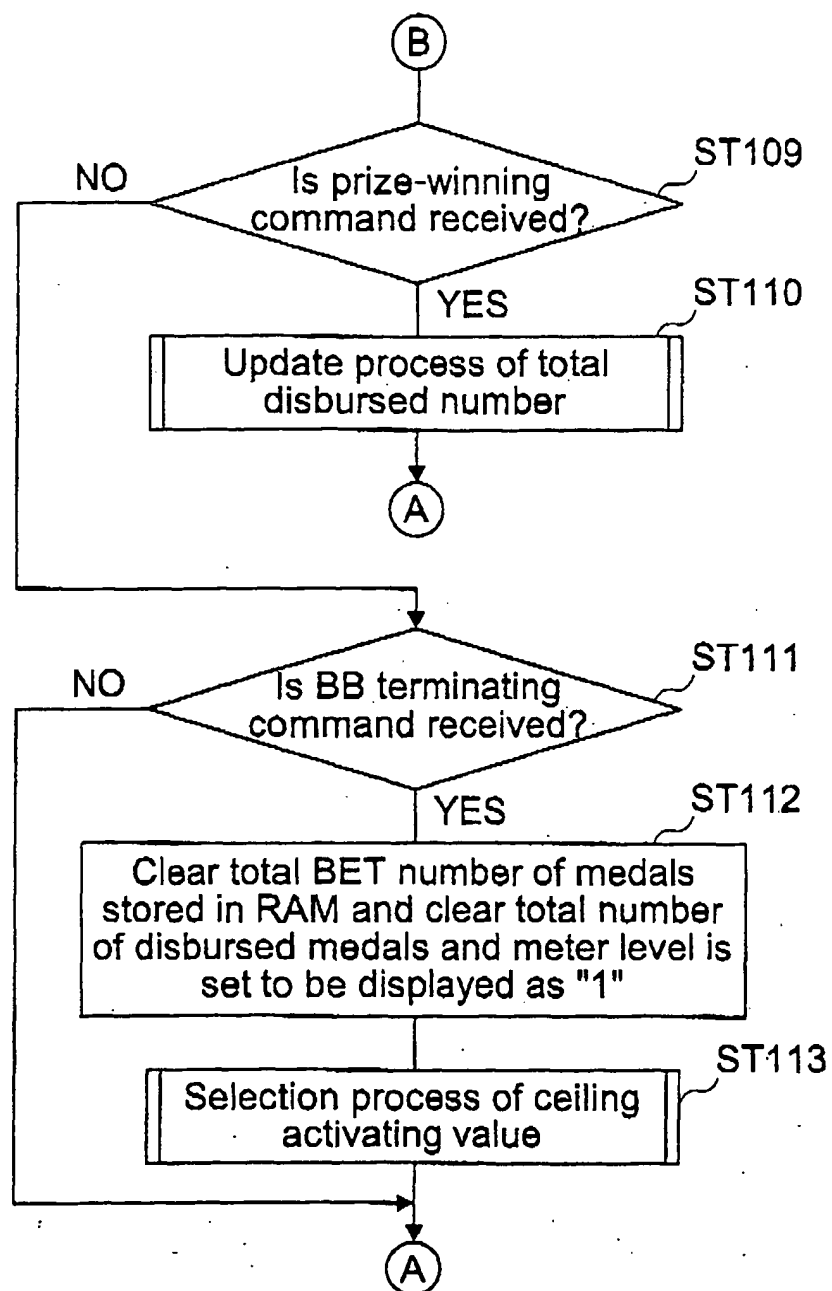 B
ST109
NO
Is prize-winning
command received?
YES
ST110
Update process of total
disbursed number
A
ST111
NO
Is BB terminating
command received?
YES
ST112
Clear total BET number of medals
stored in RAM and clear total number
of disbursed medals and meter level is
set to be displayed as "1"
ST113
Selection process of ceiling
activating value
A